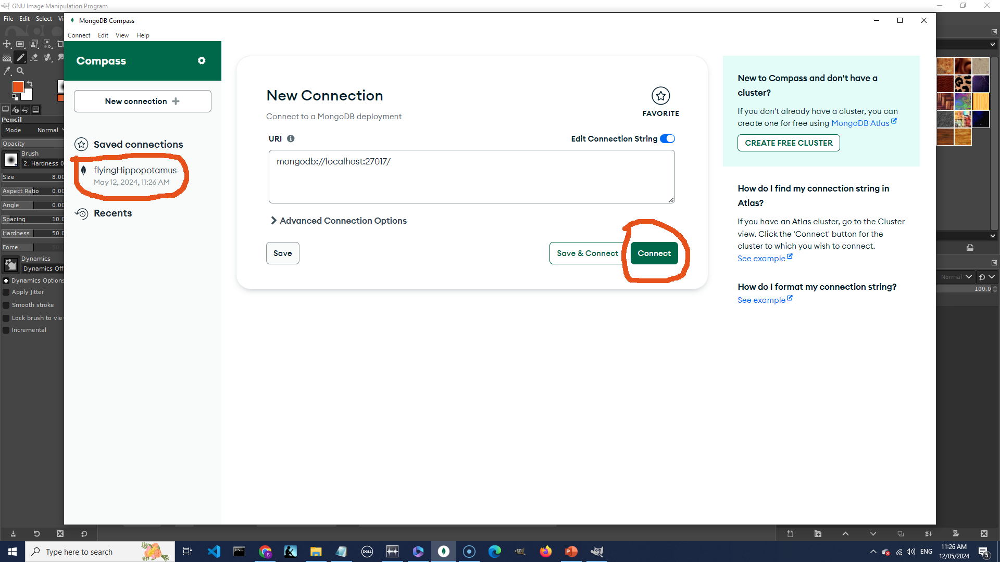 GNU Image Manipulation Program
File Edit Select Vi
MongoDB Compass
Connect Edit View Help
Compass
New connection
Saved connections
flyingHippopotamus
May 12, 2024, 11:26 AM
Recents
New Connection
Connect to a MongoDB deployment
FAVORITE
URI
Edit Connection String
mongodb://localhost:27017/
Advanced Connection Options
Save
Save & Connect
Connect
New to Compass and don't have a
cluster?
If you don't already have a cluster, you can
create one for free using MongoDB Atlas
CREATE FREE CLUSTER
How do I find my connection string in
Atlas?
If you have an Atlas cluster, go to the Cluster
view. Click the 'Connect' button for the
cluster to which you wish to connect.
See example
How do I format my connection string?
See example
Pencil
Mode Normal
Opacity
Brush
2. Hardness 0
Size 8.00
Aspect Ratio 0.00
Angle 0.00
Spacing 10.0
Hardness 50.0
Force 50.0
Dynamics
Dynamics Off
Dynamics Options
Apply Jitter
Smooth stroke
Lock brush to vie
Incremental
Normal
100.0
Type here to search
DELL
ENG
11:26 AM
12/05/2024
5